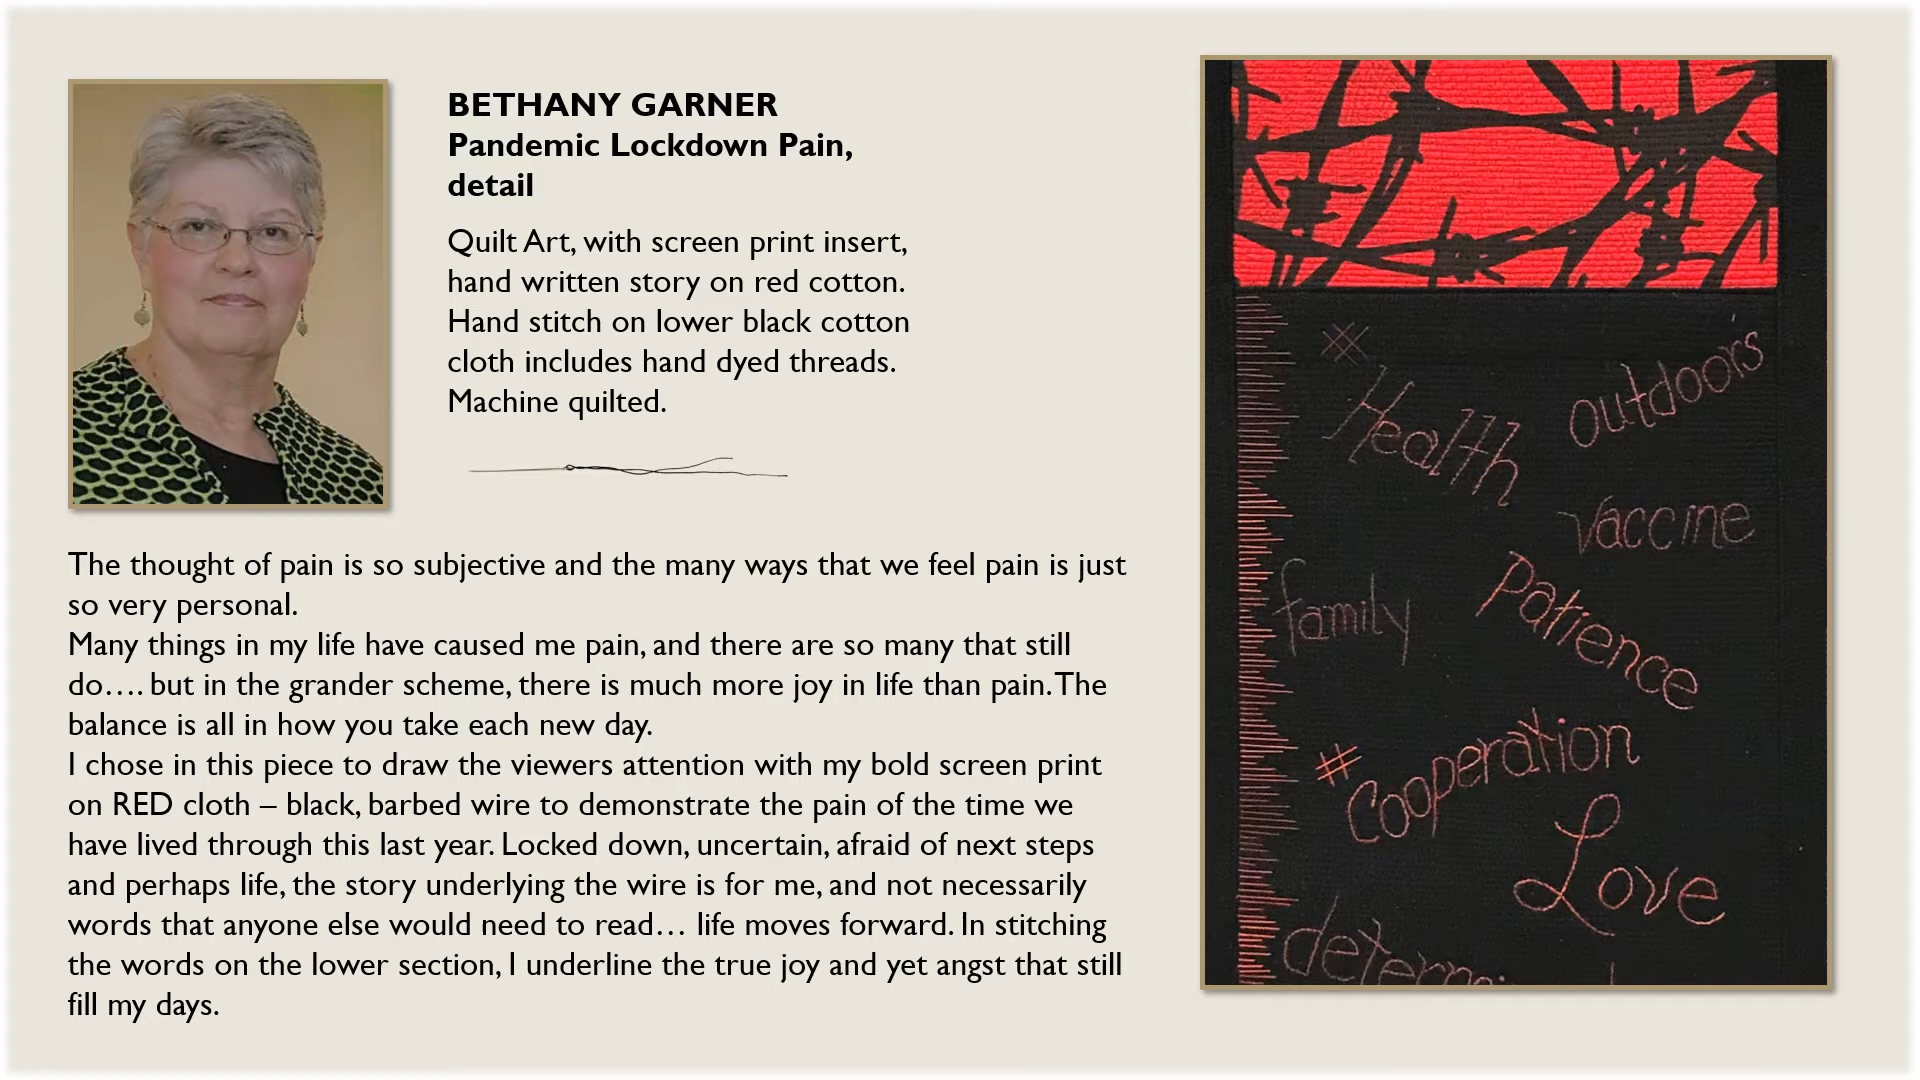 BETHANY GARNER
Pandemic Lockdown Pain,
detail
Quilt Art, with screen print insert,
hand written story on red cotton.
Hand stitch on lower black cotton
cloth includes hand dyed threads.
Machine quilted.
The thought of pain is so subjective and the many ways that we feel pain is just
so very personal.
Many things in my life have caused me pain, and there are so many that still
do…. but in the grander scheme, there is much more joy in life than pain. The
balance is all in how you take each new day.
I chose in this piece to draw the viewers attention with my bold screen print
on RED cloth – black, barbed wire to demonstrate the pain of the time we
have lived through this last year. Locked down, uncertain, afraid of next steps
and perhaps life, the story underlying the wire is for me, and not necessarily
words that anyone else would need to read… life moves forward. In stitching
the words on the lower section, I underline the true joy and yet angst that still
fill my days.
#
Health
outdoors
vaccine
family
Patience
#
Cooperation
Love